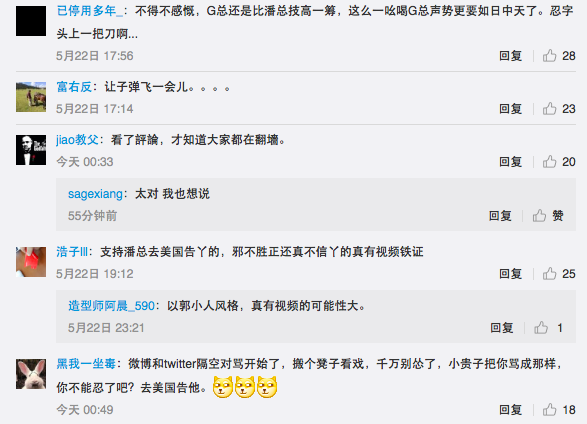 已停用多年_：不得不感慨，G总还是比潘总技高一筹，这么一吆喝G总声势更要如日中天了。忍字
头上一把刀啊...
5月22日 17:56 回复 28
富右反：让子弹飞一会儿。。。。
5月22日 17:14 回复 23
jiao教父：看了評論，才知道大家都在翻墻。
今天 00:33 回复 20
sagexiang：太对 我也想说
55分钟前 回复 赞
浩子lll：支持潘总去美国告丫的，邪不胜正还真不信丫的真有视频铁证
5月22日 19:12 回复 25
造型师阿晨_590：以郭小人风格，真有视频的可能性大。
5月22日 23:21 回复 1
黑我一坐毒：微博和twitter隔空对骂开始了，搬个凳子看戏，千万别怂了，小贵子把你骂成那样，
你不能忍了吧？去美国告他。
今天 00:49 回复 18